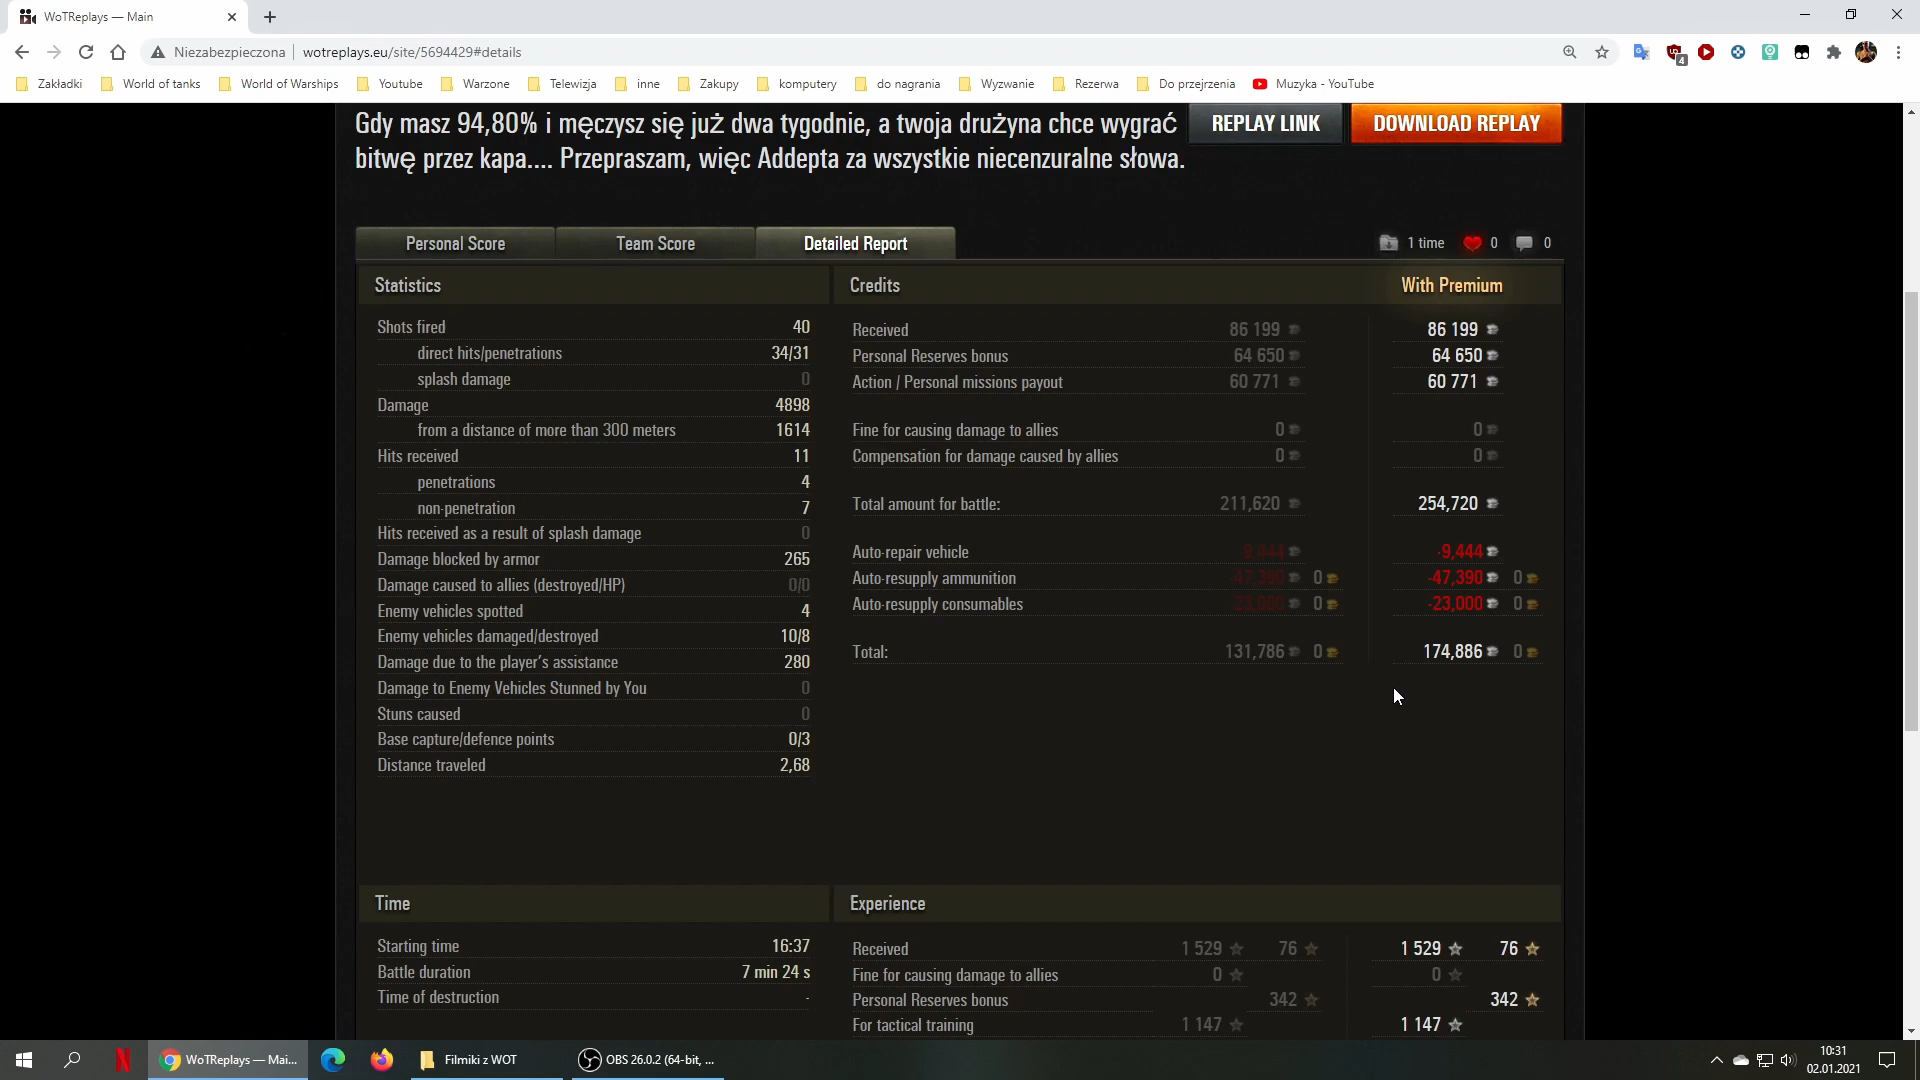 WoTReplays — Main
Niezabezpieczona wotreplays.eu/site/5694429#details
4
Zakładki World of tanks World of Warships Youtube Warzone Telewizja inne Zakupy komputery do nagrania Wyzwanie Rezerwa Do przejrzenia Muzyka - YouTube
Gdy masz 94,80% i męczysz się już dwa tygodnie, a twoja drużyna chce wygrać
bitwę przez kapa.... Przepraszam, więc Addepta za wszystkie niecenzuralne słowa.
REPLAY LINK DOWNLOAD REPLAY
Personal Score Team Score Detailed Report 1 time 0 0
Statistics
Shots fired 40
direct hits/penetrations 34/31
splash damage 0
Damage 4898
from a distance of more than 300 meters 1614
Hits received 11
penetrations 4
non-penetration 7
Hits received as a result of splash damage 0
Damage blocked by armor 265
Damage caused to allies (destroyed/HP) 0/0
Enemy vehicles spotted 4
Enemy vehicles damaged/destroyed 10/8
Damage due to the player's assistance 280
Damage to Enemy Vehicles Stunned by You 0
Stuns caused 0
Base capture/defence points 0/3
Distance traveled 2,68
Credits With Premium
Received 86 199 86 199
Personal Reserves bonus 64 650 64 650
Action / Personal missions payout 60 771 60 771
Fine for causing damage to allies 0 0
Compensation for damage caused by allies 0 0
Total amount for battle: 211,620 254,720
Auto-repair vehicle -9,444 -9,444
Auto-resupply ammunition -47,390 0 -47,390 0
Auto-resupply consumables -23,000 0 -23,000 0
Total: 131,786 0 174,886 0
Time
Starting time 16:37
Battle duration 7 min 24 s
Time of destruction -
Experience
Received 1 529 76 1 529 76
Fine for causing damage to allies 0 0
Personal Reserves bonus 342 342
For tactical training 1 147 1 147
WoTReplays — Mai... Filmiki z WOT OBS 26.0.2 (64-bit, ...
10:31
02.01.2021